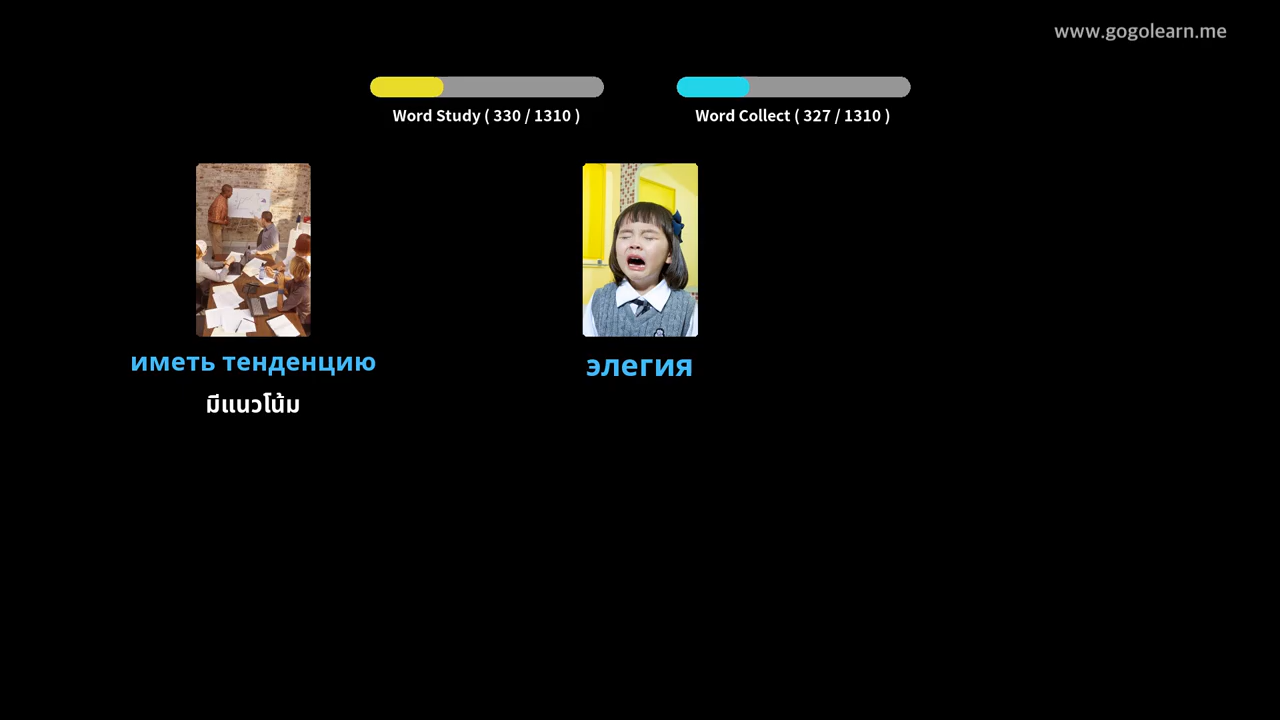 www.gogolearn.me
Word Study ( 330 / 1310 )
Word Collect ( 327 / 1310 )
иметь тенденцию
มีแนวโน้ม
элегия